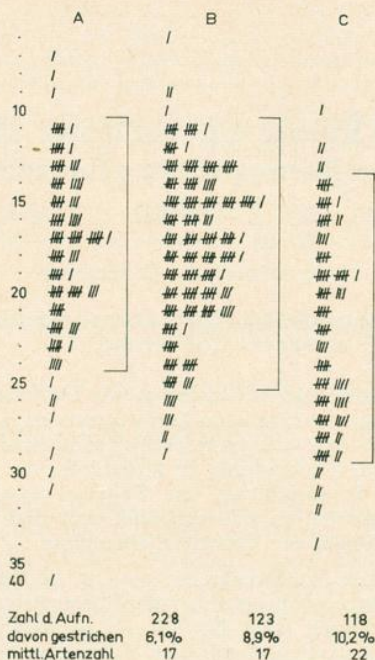 A B C
10
15
20
25
30
35
40
Zahl d. Aufn. 228 123 118
davon gestrichen 6,1% 8,9% 10,2%
mittl. Artenzahl 17 17 22